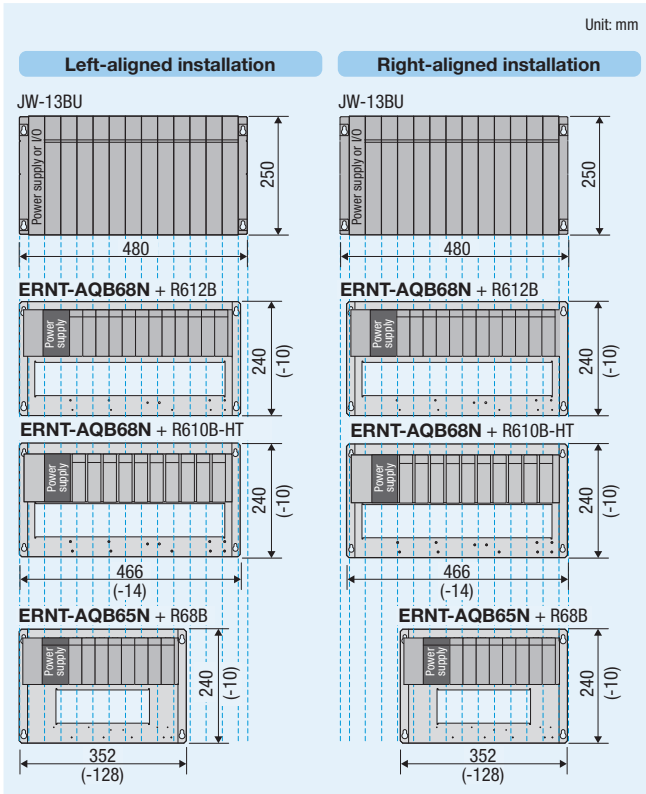 Unit: mm
Left-aligned installation
JW-13BU
Power supply or I/O
250
480
ERNT-AQB68N + R612B
Power
supply
240
(-10)
ERNT-AQB68N + R610B-HT
Power
supply
240
(-10)
466
(-14)
ERNT-AQB65N + R68B
Power
supply
240
(-10)
352
(-128)
Right-aligned installation
JW-13BU
Power supply or I/O
250
480
ERNT-AQB68N + R612B
Power
supply
240
(-10)
ERNT-AQB68N + R610B-HT
Power
supply
240
(-10)
466
(-14)
ERNT-AQB65N + R68B
Power
supply
240
(-10)
352
(-128)